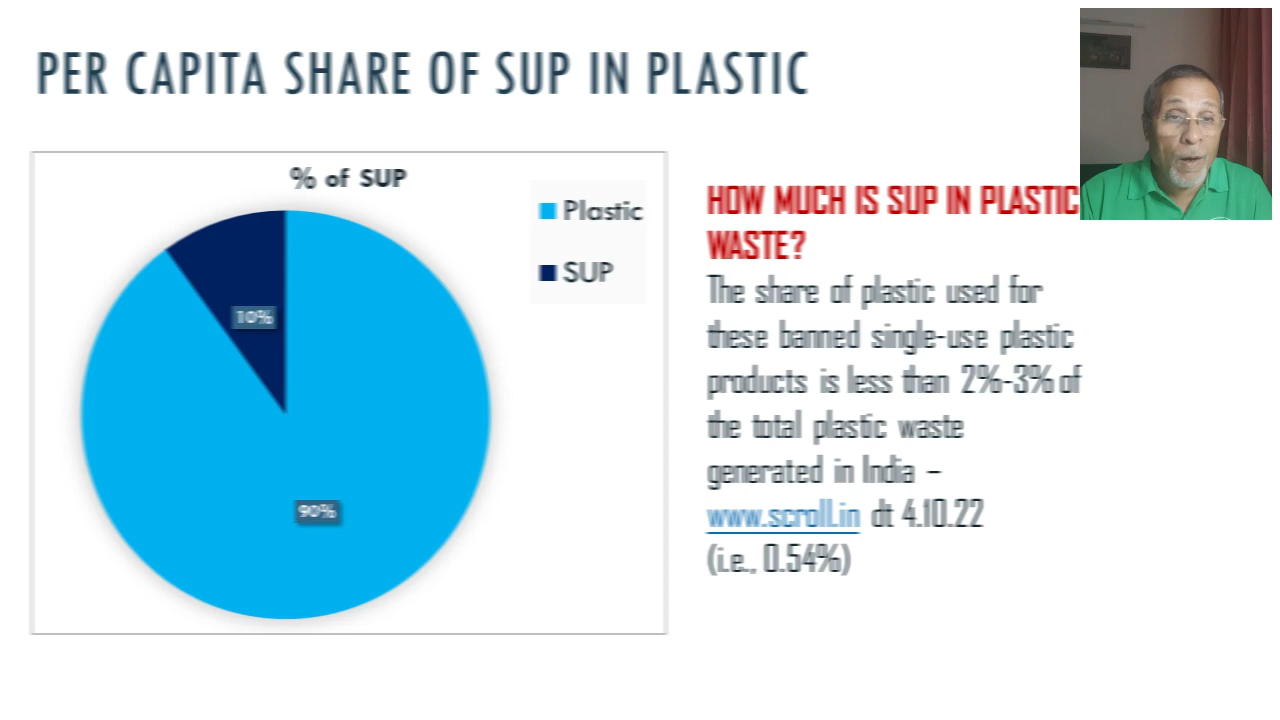 PER CAPITA SHARE OF SUP IN PLASTIC
% of SUP
Plastic
SUP
10%
90%
HOW MUCH IS SUP IN PLASTIC
WASTE?
The share of plastic used for
these banned single-use plastic
products is less than 2%-3% of
the total plastic waste
generated in India –
www.scroll.in dt 4.10.22
(i.e., 0.54%)